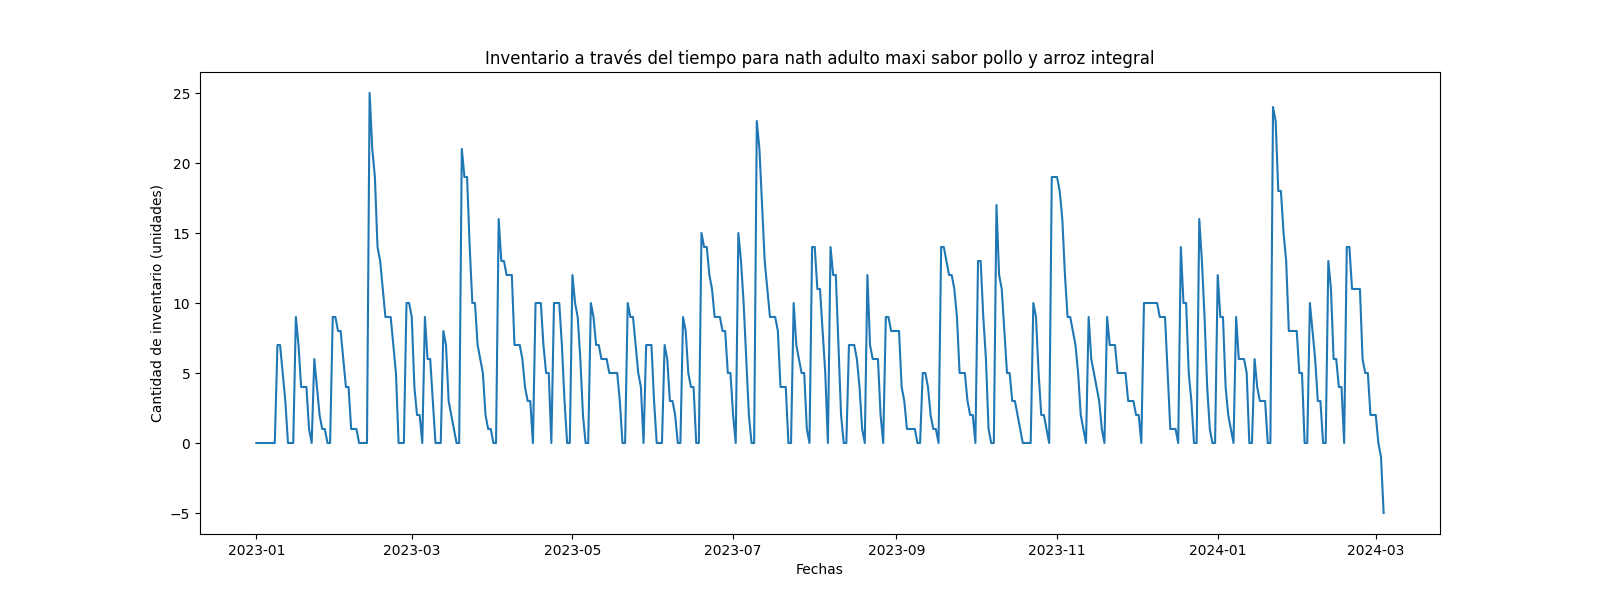 Inventario a través del tiempo para nath adulto maxi sabor pollo y arroz integral
Cantidad de inventario (unidades)
25
20
15
10
5
0
−5
2023-01 2023-03 2023-05 2023-07 2023-09 2023-11 2024-01 2024-03
Fechas